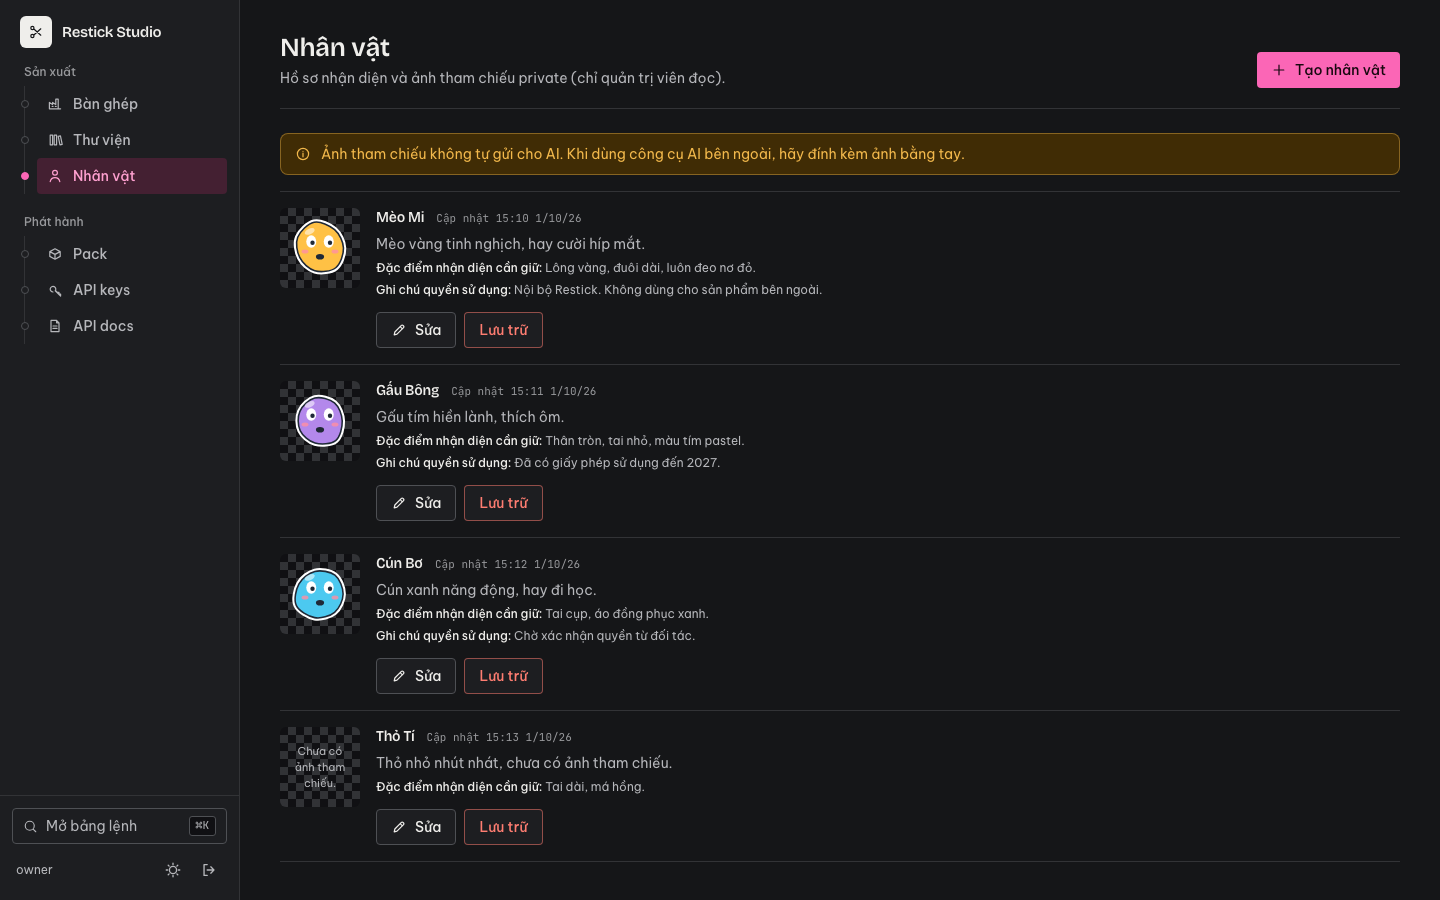 Restick Studio
Sản xuất
Bàn ghép
Thư viện
Nhân vật
Phát hành
Pack
API keys
API docs
Mở bảng lệnh
⌘K
owner
Nhân vật
Hồ sơ nhận diện và ảnh tham chiếu private (chỉ quản trị viên đọc).
Tạo nhân vật
Ảnh tham chiếu không tự gửi cho AI. Khi dùng công cụ AI bên ngoài, hãy đính kèm ảnh bằng tay.
Mèo Mi Cập nhật 15:10 1/10/26
Mèo vàng tinh nghịch, hay cười híp mắt.
Đặc điểm nhận diện cần giữ: Lông vàng, đuôi dài, luôn đeo nơ đỏ.
Ghi chú quyền sử dụng: Nội bộ Restick. Không dùng cho sản phẩm bên ngoài.
Sửa Lưu trữ
Gấu Bông Cập nhật 15:11 1/10/26
Gấu tím hiền lành, thích ôm.
Đặc điểm nhận diện cần giữ: Thân tròn, tai nhỏ, màu tím pastel.
Ghi chú quyền sử dụng: Đã có giấy phép sử dụng đến 2027.
Sửa Lưu trữ
Cún Bơ Cập nhật 15:12 1/10/26
Cún xanh năng động, hay đi học.
Đặc điểm nhận diện cần giữ: Tai cụp, áo đồng phục xanh.
Ghi chú quyền sử dụng: Chờ xác nhận quyền từ đối tác.
Sửa Lưu trữ
Chưa có
ảnh tham
chiếu.
Thỏ Tí Cập nhật 15:13 1/10/26
Thỏ nhỏ nhút nhát, chưa có ảnh tham chiếu.
Đặc điểm nhận diện cần giữ: Tai dài, má hồng.
Sửa Lưu trữ